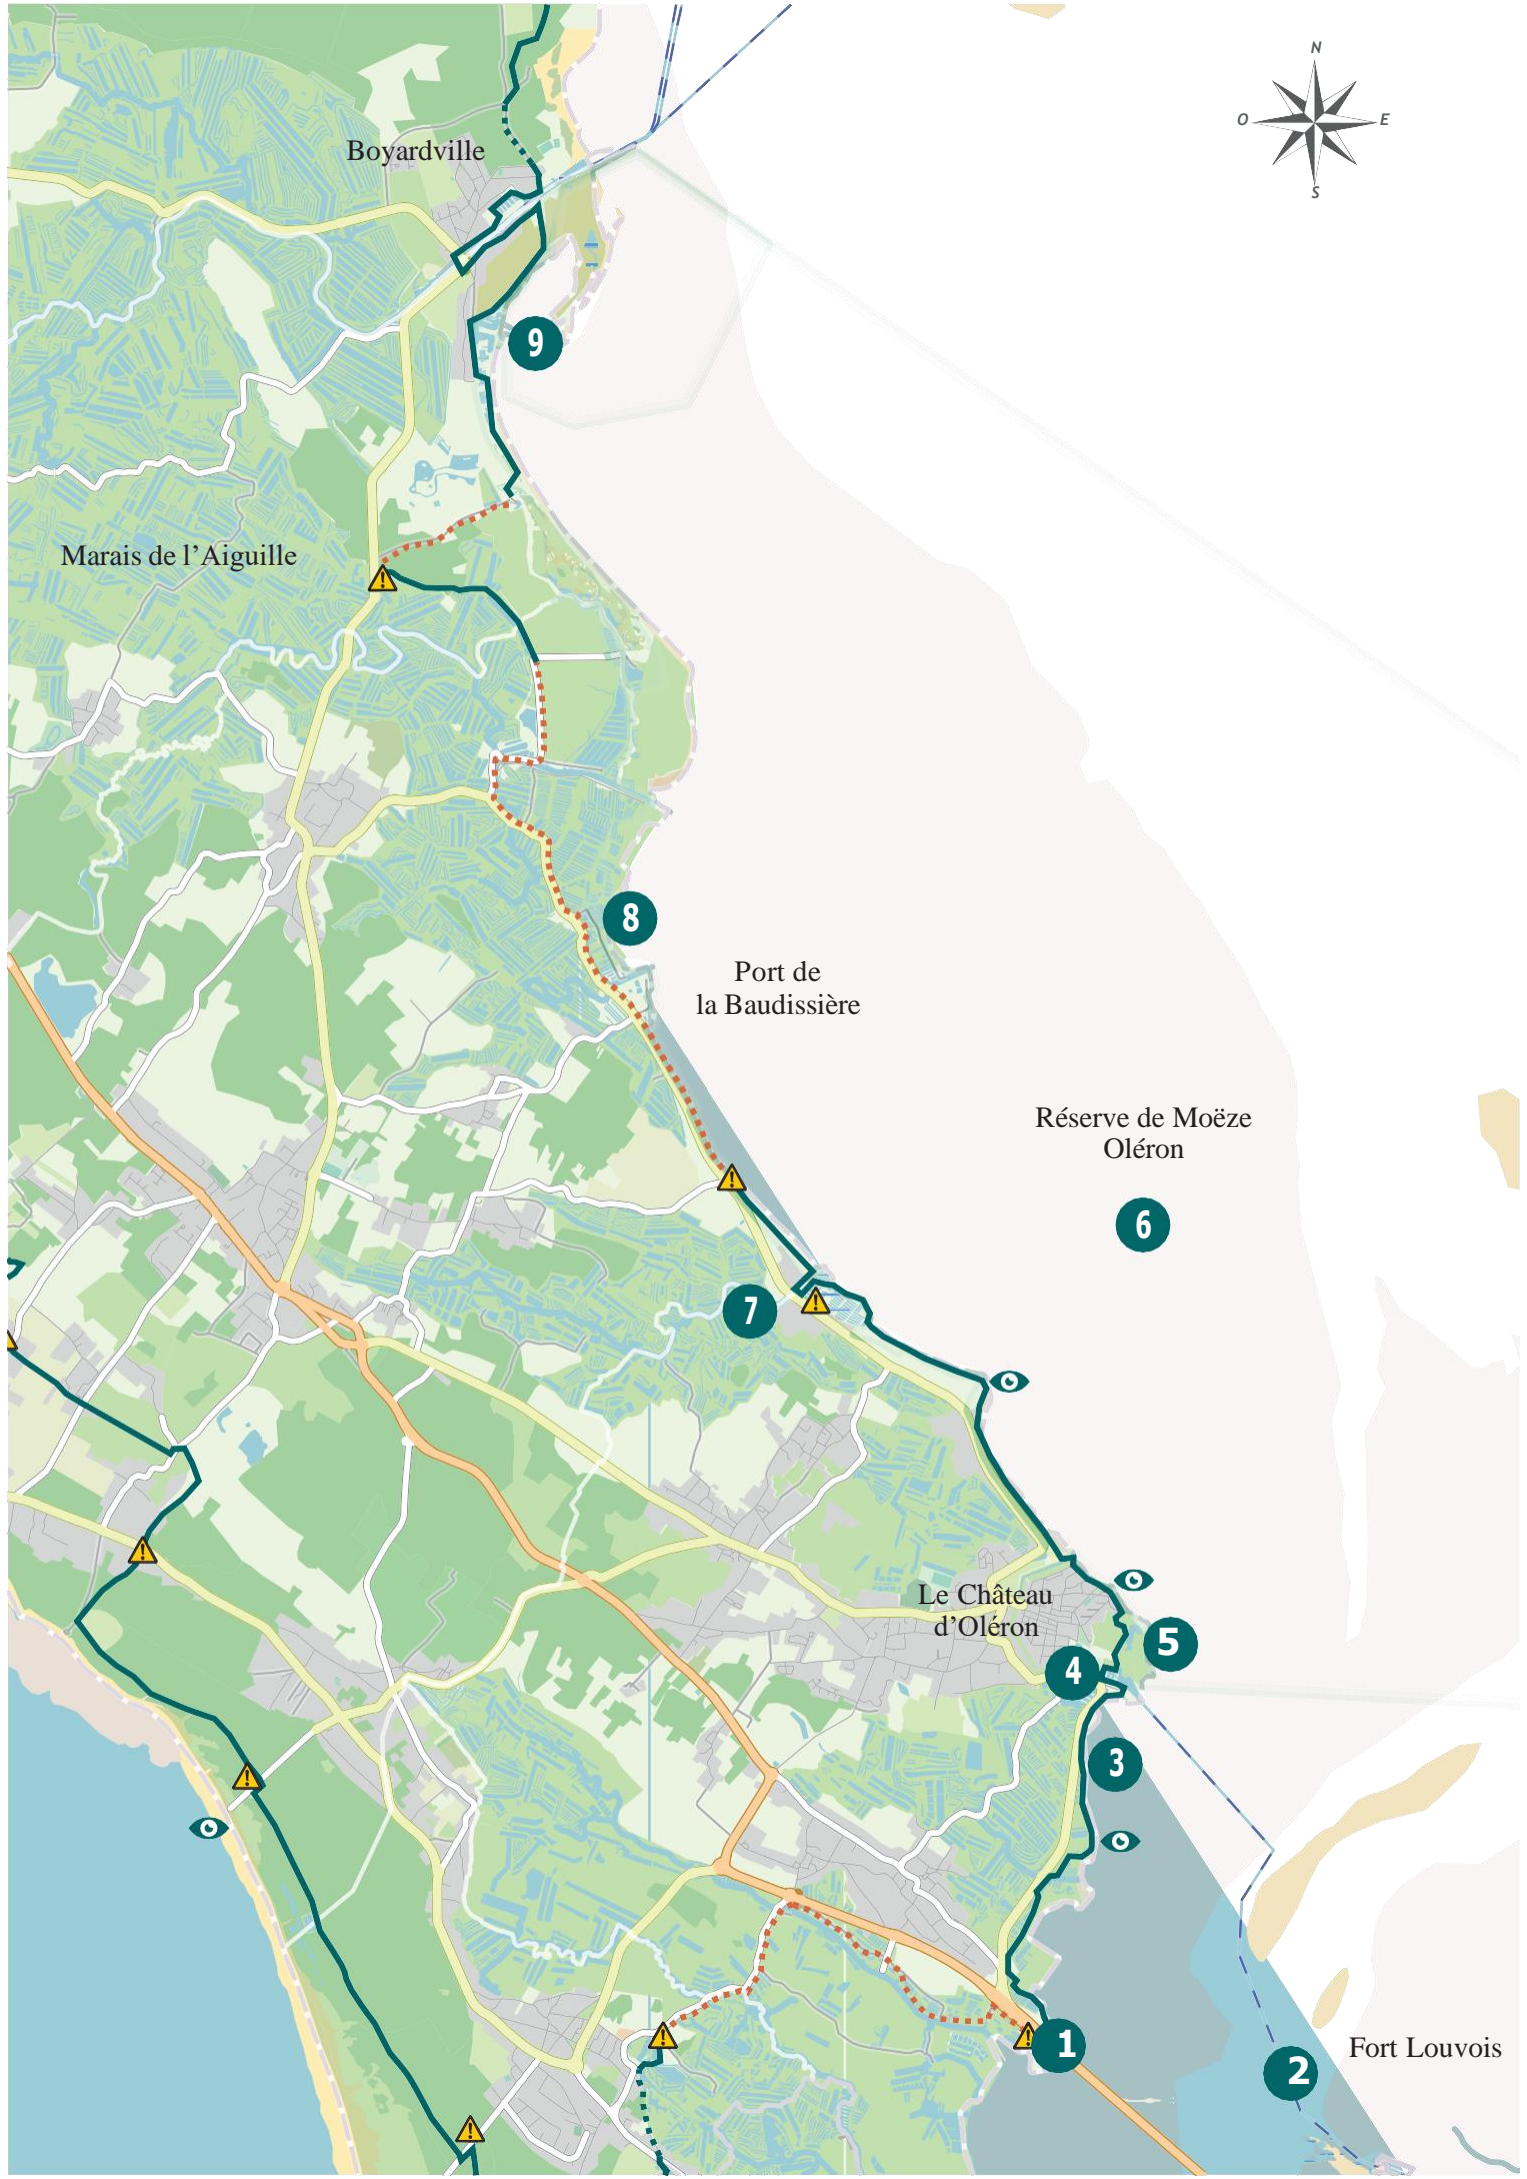 N
O
E
S
Boyardville
9
Marais de l’Aiguille
8
Port de
la Baudissière
Réserve de Moëze
Oléron
6
7
Le Château
d’Oléron
5
4
3
1
Fort Louvois
2